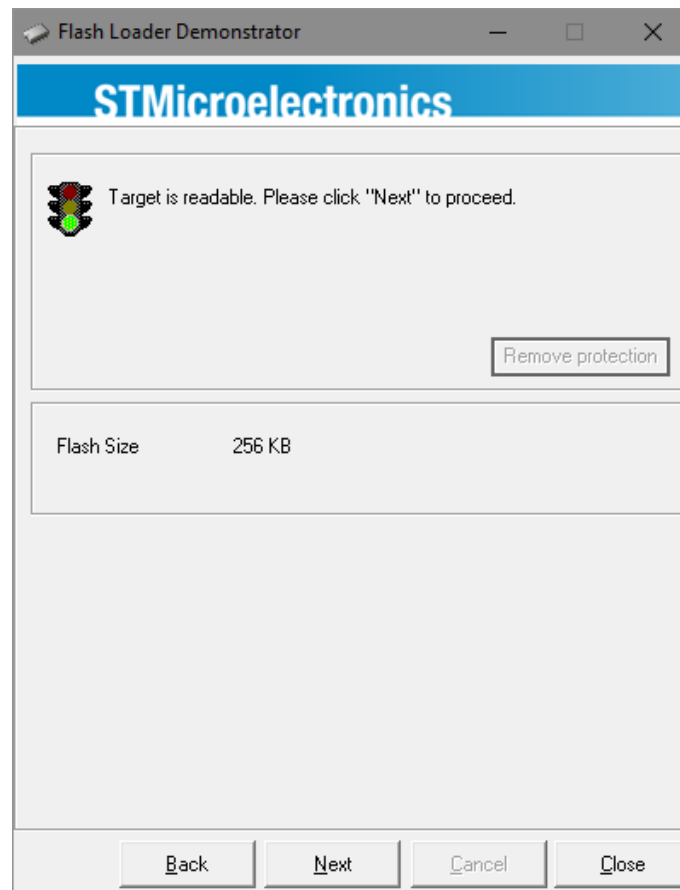 Flash Loader Demonstrator
STMicroelectronics
Target is readable. Please click "Next" to proceed.
Remove protection
Flash Size 256 KB
Back Next Cancel Close